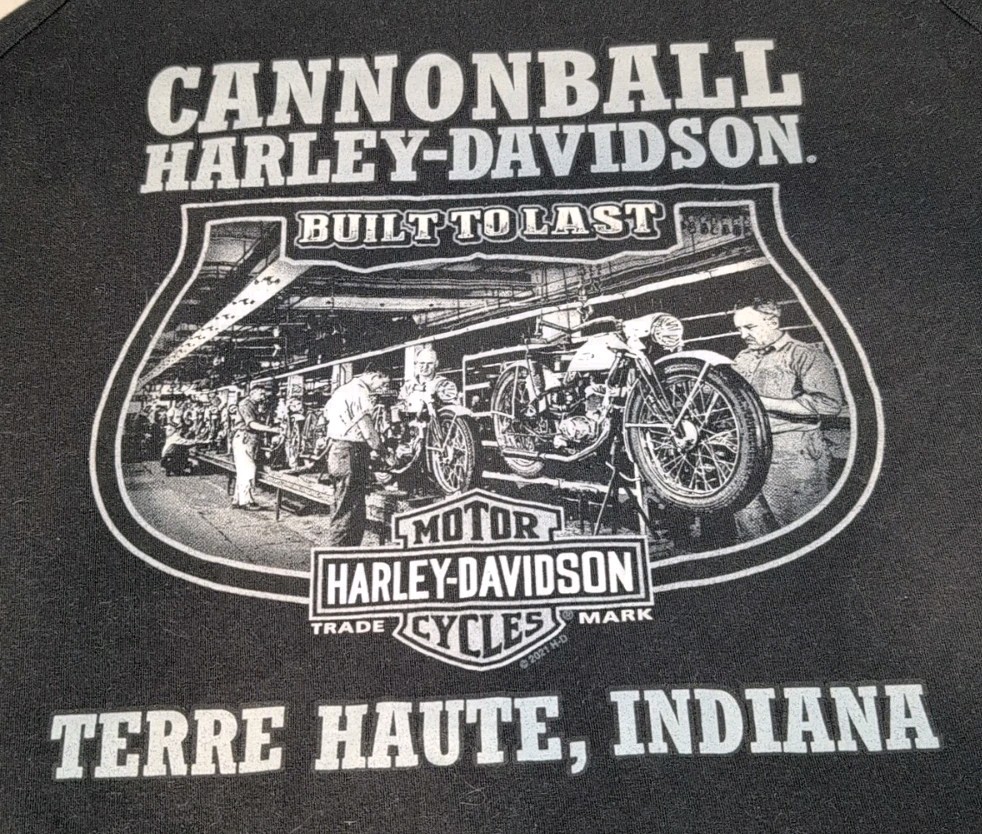 CANNONBALL
HARLEY-DAVIDSON.
BUILT TO LAST
MOTOR
HARLEY-DAVIDSON
TRADE MARK
CYCLES ®
© 2021 H-D
TERRE HAUTE, INDIANA